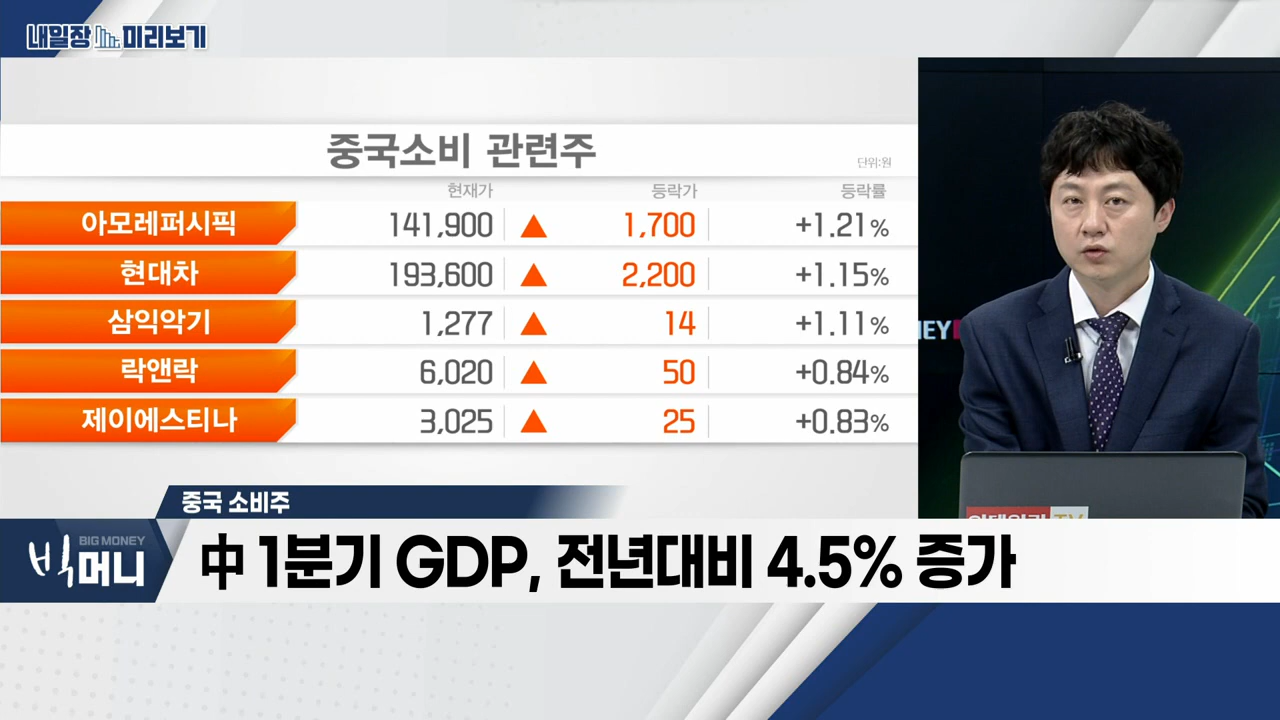 내일장 미리보기
중국소비 관련주
단위:원
현재가 등락가 등락률
아모레퍼시픽 141,900 ▲ 1,700 +1.21%
현대차 193,600 ▲ 2,200 +1.15%
삼익악기 1,277 ▲ 14 +1.11%
락앤락 6,020 ▲ 50 +0.84%
제이에스티나 3,025 ▲ 25 +0.83%
중국 소비주
BIG MONEY
빅머니
中 1분기 GDP, 전년대비 4.5% 증가